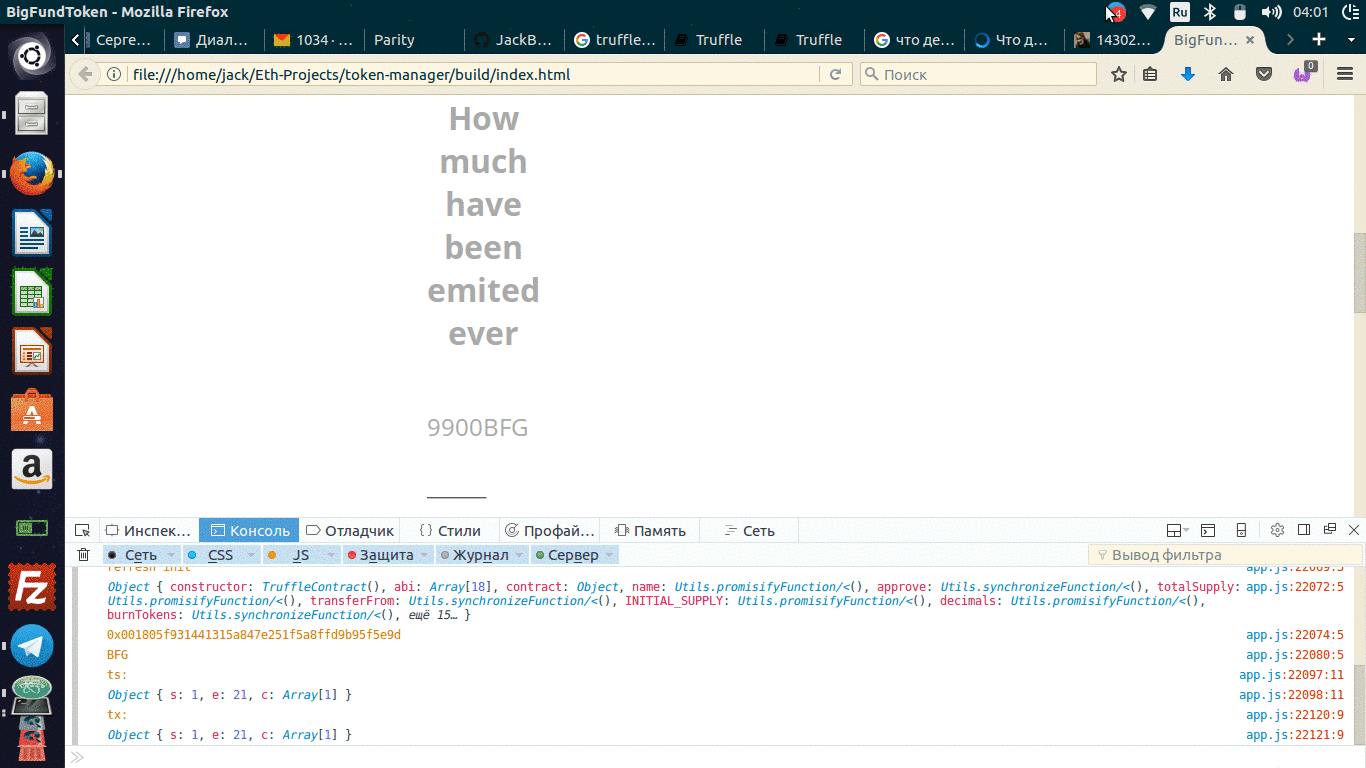 BigFundToken - Mozilla Firefox
4
Ru
04:01
Серге…
Диал…
1034 · …
Parity
JackB…
truffle…
Truffle
Truffle
что де…
Что д…
14302…
BigFun…
file:///home/jack/Eth-Projects/token-manager/build/index.html
Поиск
0
How
much
have
been
emited
ever
9900BFG
Инспек…
Консоль
Отладчик
{ } Стили
Профай…
Память
Сеть
Сеть
CSS
JS
Защита
Журнал
Сервер
Вывод фильтра
refresh init app.js:22069:5
Object { constructor: TruffleContract(), abi: Array[18], contract: Object, name: Utils.promisifyFunction/<(), approve: Utils.synchronizeFunction/<(), totalSupply: app.js:22072:5
Utils.promisifyFunction/<(), transferFrom: Utils.synchronizeFunction/<(), INITIAL_SUPPLY: Utils.promisifyFunction/<(), decimals: Utils.promisifyFunction/<(),
burnTokens: Utils.synchronizeFunction/<(), ещё 15… }
0x001805f931441315a847e251f5a8ffd9b95f5e9d app.js:22074:5
BFG app.js:22080:5
ts: app.js:22097:11
Object { s: 1, e: 21, c: Array[1] } app.js:22098:11
tx: app.js:22120:9
Object { s: 1, e: 21, c: Array[1] } app.js:22121:9